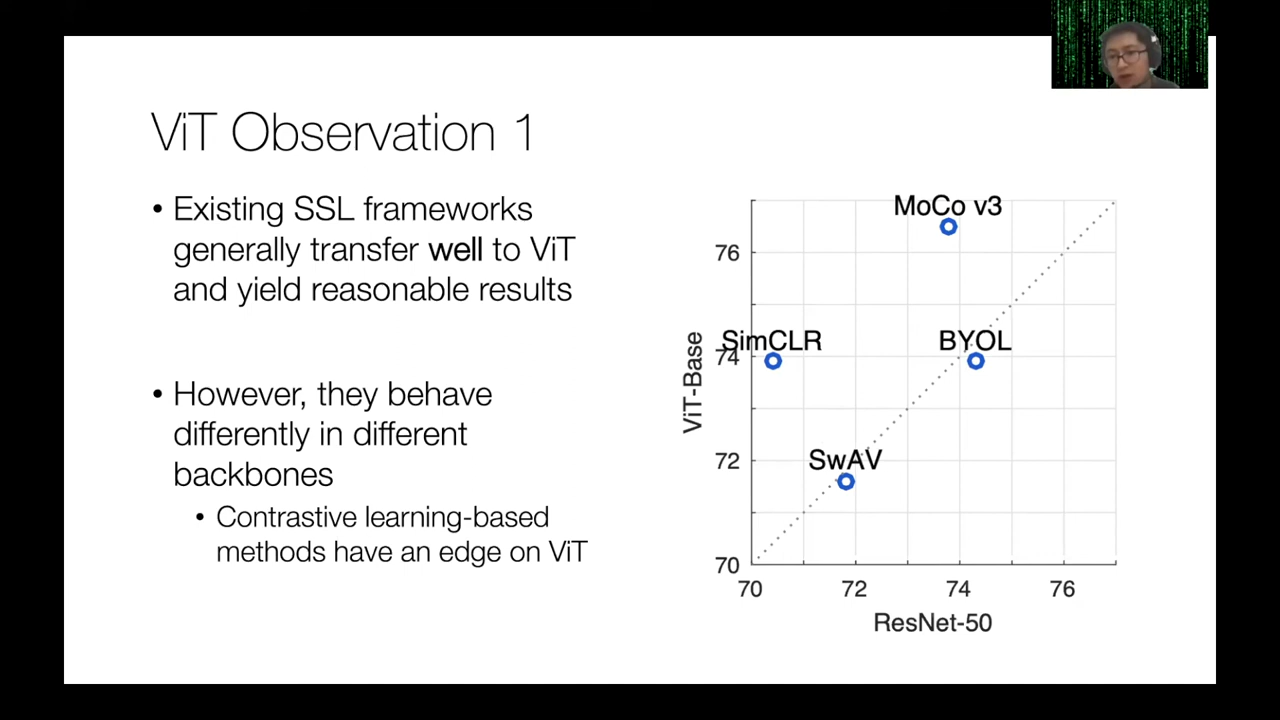 ViT Observation 1
• Existing SSL frameworks
generally transfer well to ViT
and yield reasonable results
• However, they behave
differently in different
backbones
• Contrastive learning-based
methods have an edge on ViT
MoCo v3
76
SimCLR
BYOL
74
SwAV
72
70
ViT-Base
70 72 74 76
ResNet-50